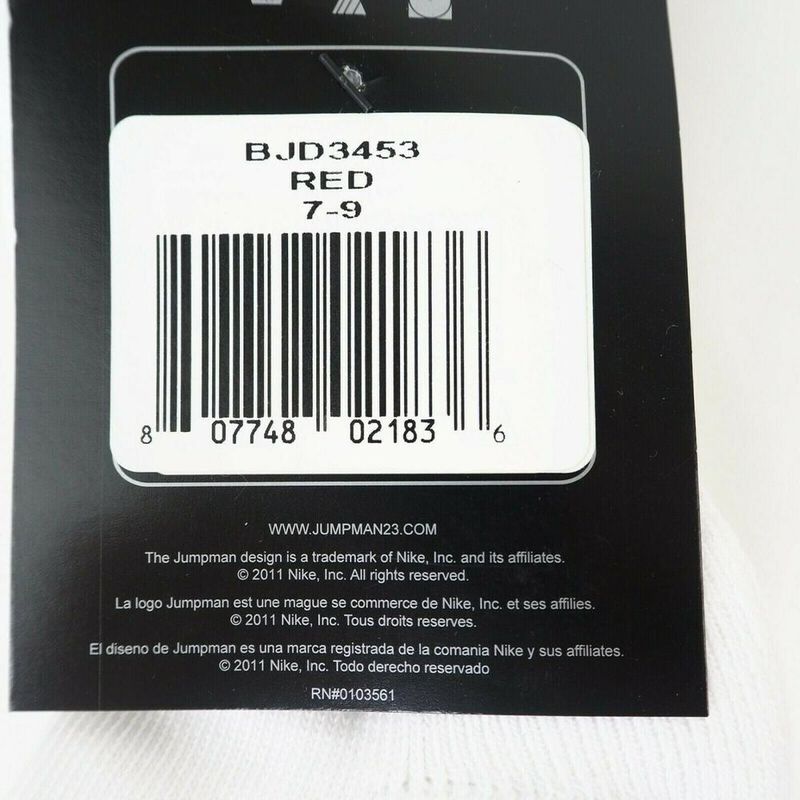 BJD3453
RED
7-9
8 07748 02183 6
WWW.JUMPMAN23.COM
The Jumpman design is a trademark of Nike, Inc. and its affiliates.
© 2011 Nike, Inc. All rights reserved.
La logo Jumpman est une mague se commerce de Nike, Inc. et ses affilies.
© 2011 Nike, Inc. Tous droits reserves.
El diseno de Jumpman es una marca registrada de la comania Nike y sus affiliates.
© 2011 Nike, Inc. Todo derecho reservado
RN#0103561